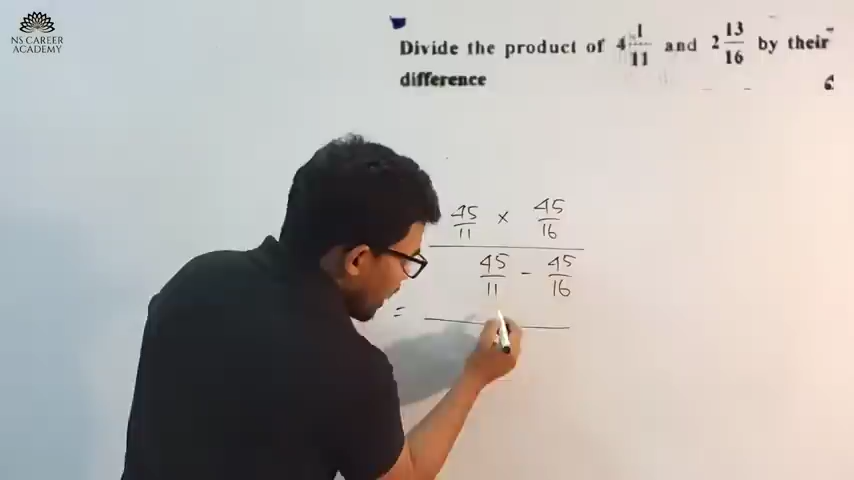 NS CAREER
ACADEMY
Divide the product of 4 1/11 and 2 13/16 by their
difference
45/11 × 45/16
45/11 - 45/16
=